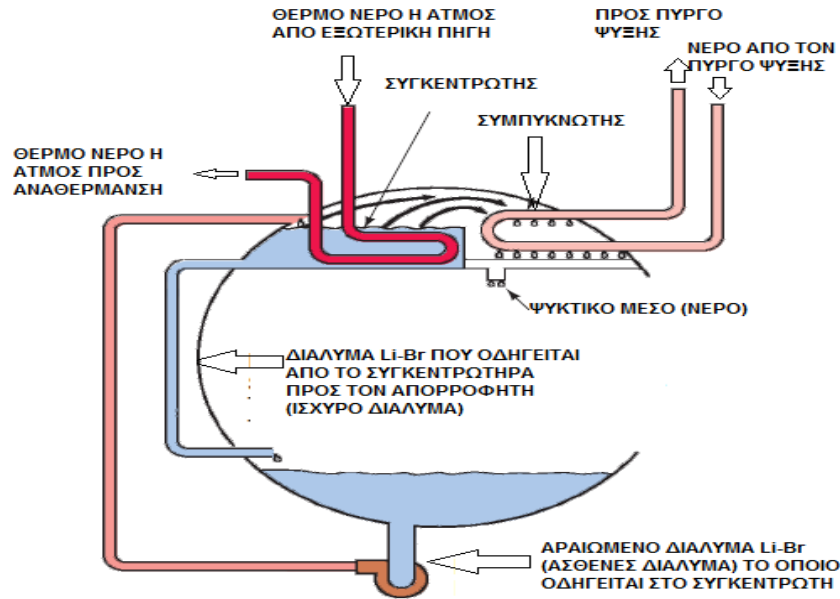 ΘΕΡΜΟ ΝΕΡΟ Η ΑΤΜΟΣ
ΑΠΟ ΕΞΩΤΕΡΙΚΗ ΠΗΓΗ
ΠΡΟΣ ΠΥΡΓΟ
ΨΥΞΗΣ
ΝΕΡΟ ΑΠΟ ΤΟΝ
ΠΥΡΓΟ ΨΥΞΗΣ
ΣΥΓΚΕΝΤΡΩΤΗΣ
ΣΥΜΠΥΚΝΩΤΗΣ
ΘΕΡΜΟ ΝΕΡΟ Η
ΑΤΜΟΣ ΠΡΟΣ
ΑΝΑΘΕΡΜΑΝΣΗ
ΨΥΚΤΙΚΟ ΜΕΣΟ (ΝΕΡΟ)
ΔΙΑΛΥΜΑ Li-Br ΠΟΥ ΟΔΗΓΕΙΤΑΙ
ΑΠΟ ΤΟ ΣΥΓΚΕΝΤΡΩΤΗΡΑ
ΠΡΟΣ ΤΟΝ ΑΠΟΡΡΟΦΗΤΗ
(ΙΣΧΥΡΟ ΔΙΑΛΥΜΑ)
ΑΡΑΙΩΜΕΝΟ ΔΙΑΛΥΜΑ Li-Br
(ΑΣΘΕΝΕΣ ΔΙΑΛΥΜΑ) ΤΟ ΟΠΟΙΟ
ΟΔΗΓΕΙΤΑΙ ΣΤΟ ΣΥΓΚΕΝΤΡΩΤΗ